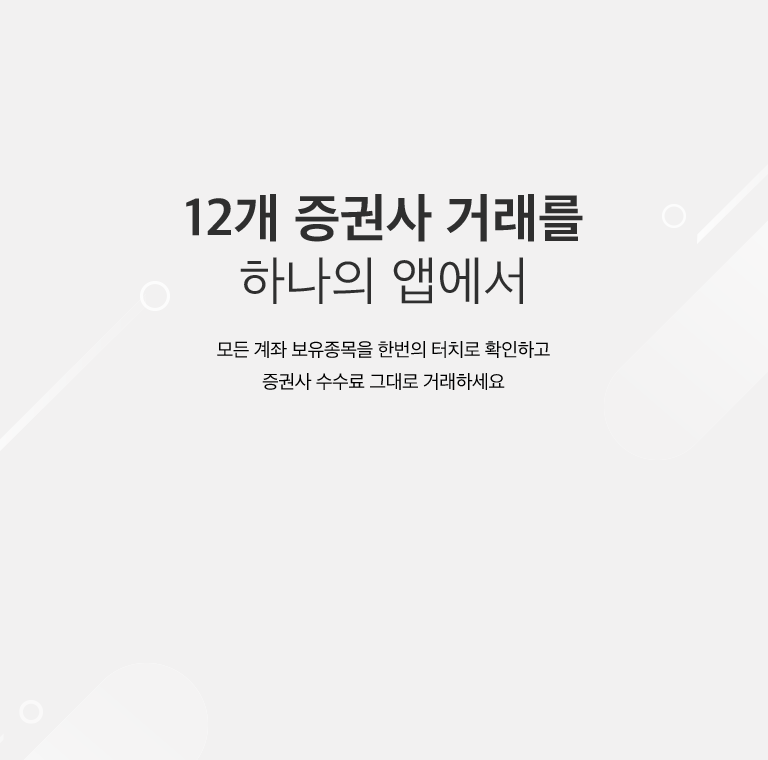 12개 증권사 거래를
하나의 앱에서
모든 계좌 보유종목을 한번의 터치로 확인하고
증권사 수수료 그대로 거래하세요